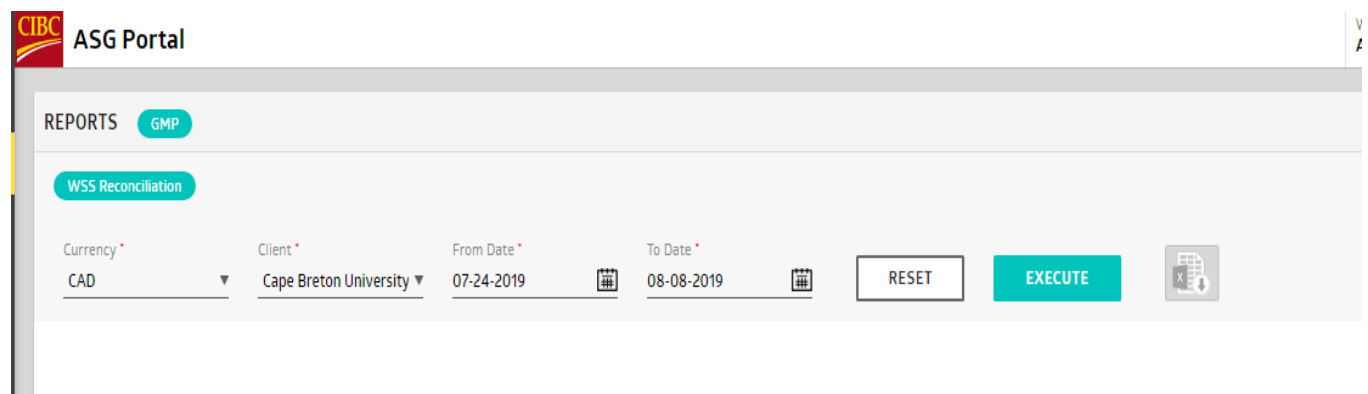 CIBC
ASG Portal
REPORTS GMP
WSS Reconciliation
Currency * Client * From Date * To Date *
CAD Cape Breton University 07-24-2019 08-08-2019 RESET EXECUTE